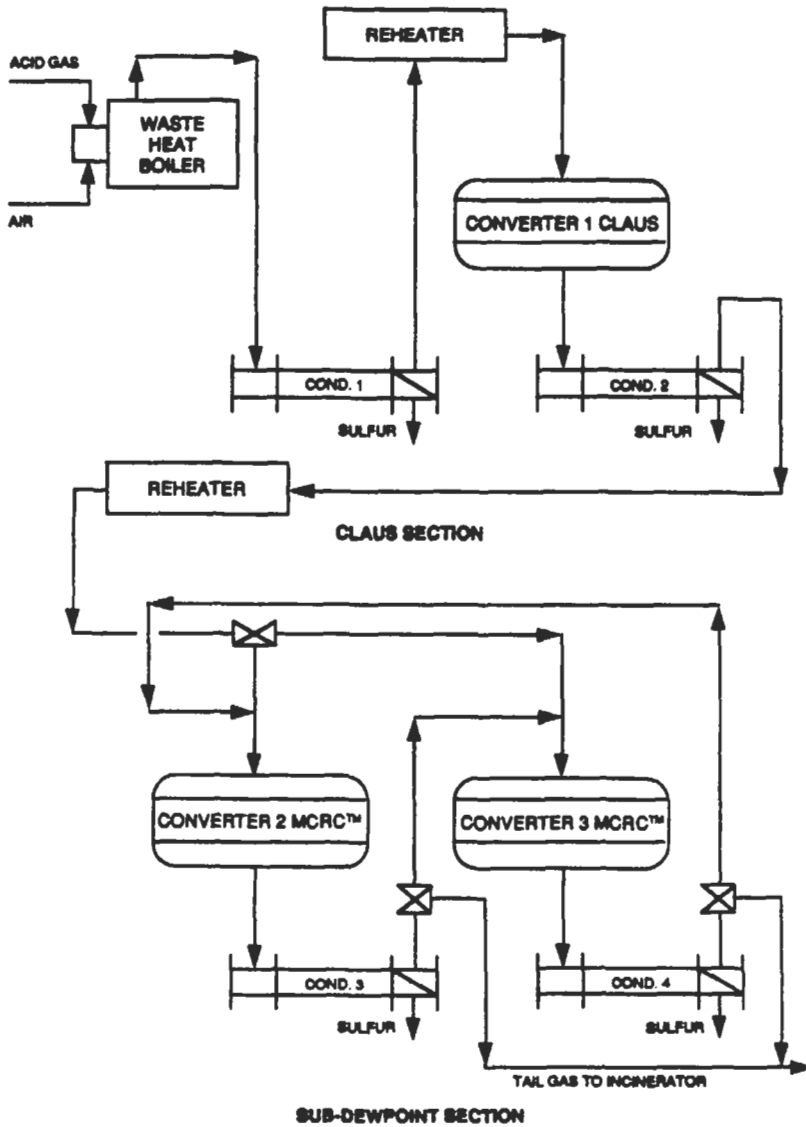 REHEATER
ACID GAS
WASTE
HEAT
BOILER
AIR
CONVERTER 1 CLAUS
COND. 1
COND. 2
SULFUR
SULFUR
REHEATER
CLAUS SECTION
CONVERTER 2 MCRC™
CONVERTER 3 MCRC™
COND. 3
COND. 4
SULFUR
SULFUR
TAIL GAS TO INCINERATOR
SUB-DEWPOINT SECTION